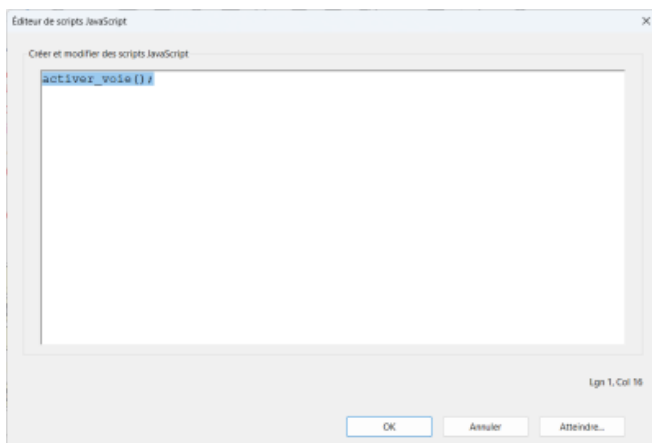 Éditeur de scripts JavaScript
Créer et modifier des scripts JavaScript
activer_voie();
Lgn 1, Col 16
OK
Annuler
Atteindre...